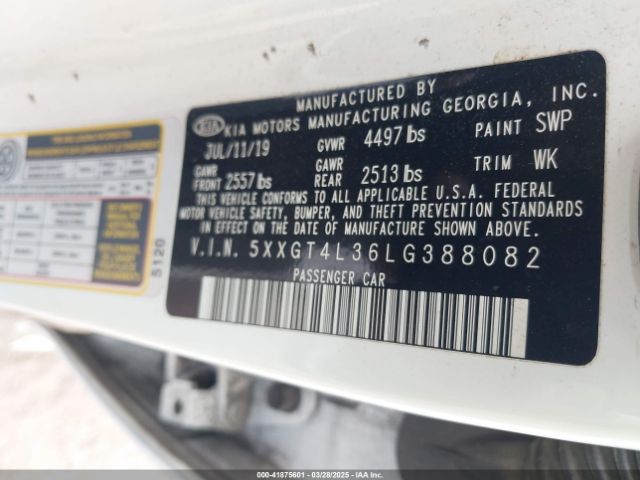 MANUFACTURED BY
KIA KIA MOTORS MANUFACTURING GEORGIA, INC.
JUL/11/19 GVWR 4497 lbs PAINT SWP
GAWR FRONT 2557 lbs GAWR REAR 2513 lbs TRIM WK
THIS VEHICLE CONFORMS TO ALL APPLICABLE U.S.A. FEDERAL
MOTOR VEHICLE SAFETY, BUMPER, AND THEFT PREVENTION STANDARDS
IN EFFECT ON THE DATE OF MANUFACTURE SHOWN ABOVE.
V.I.N. 5XXGT4L36LG388082
PASSENGER CAR
5120
000-41875601 - 03/28/2025 - Copyright IAA, Inc.